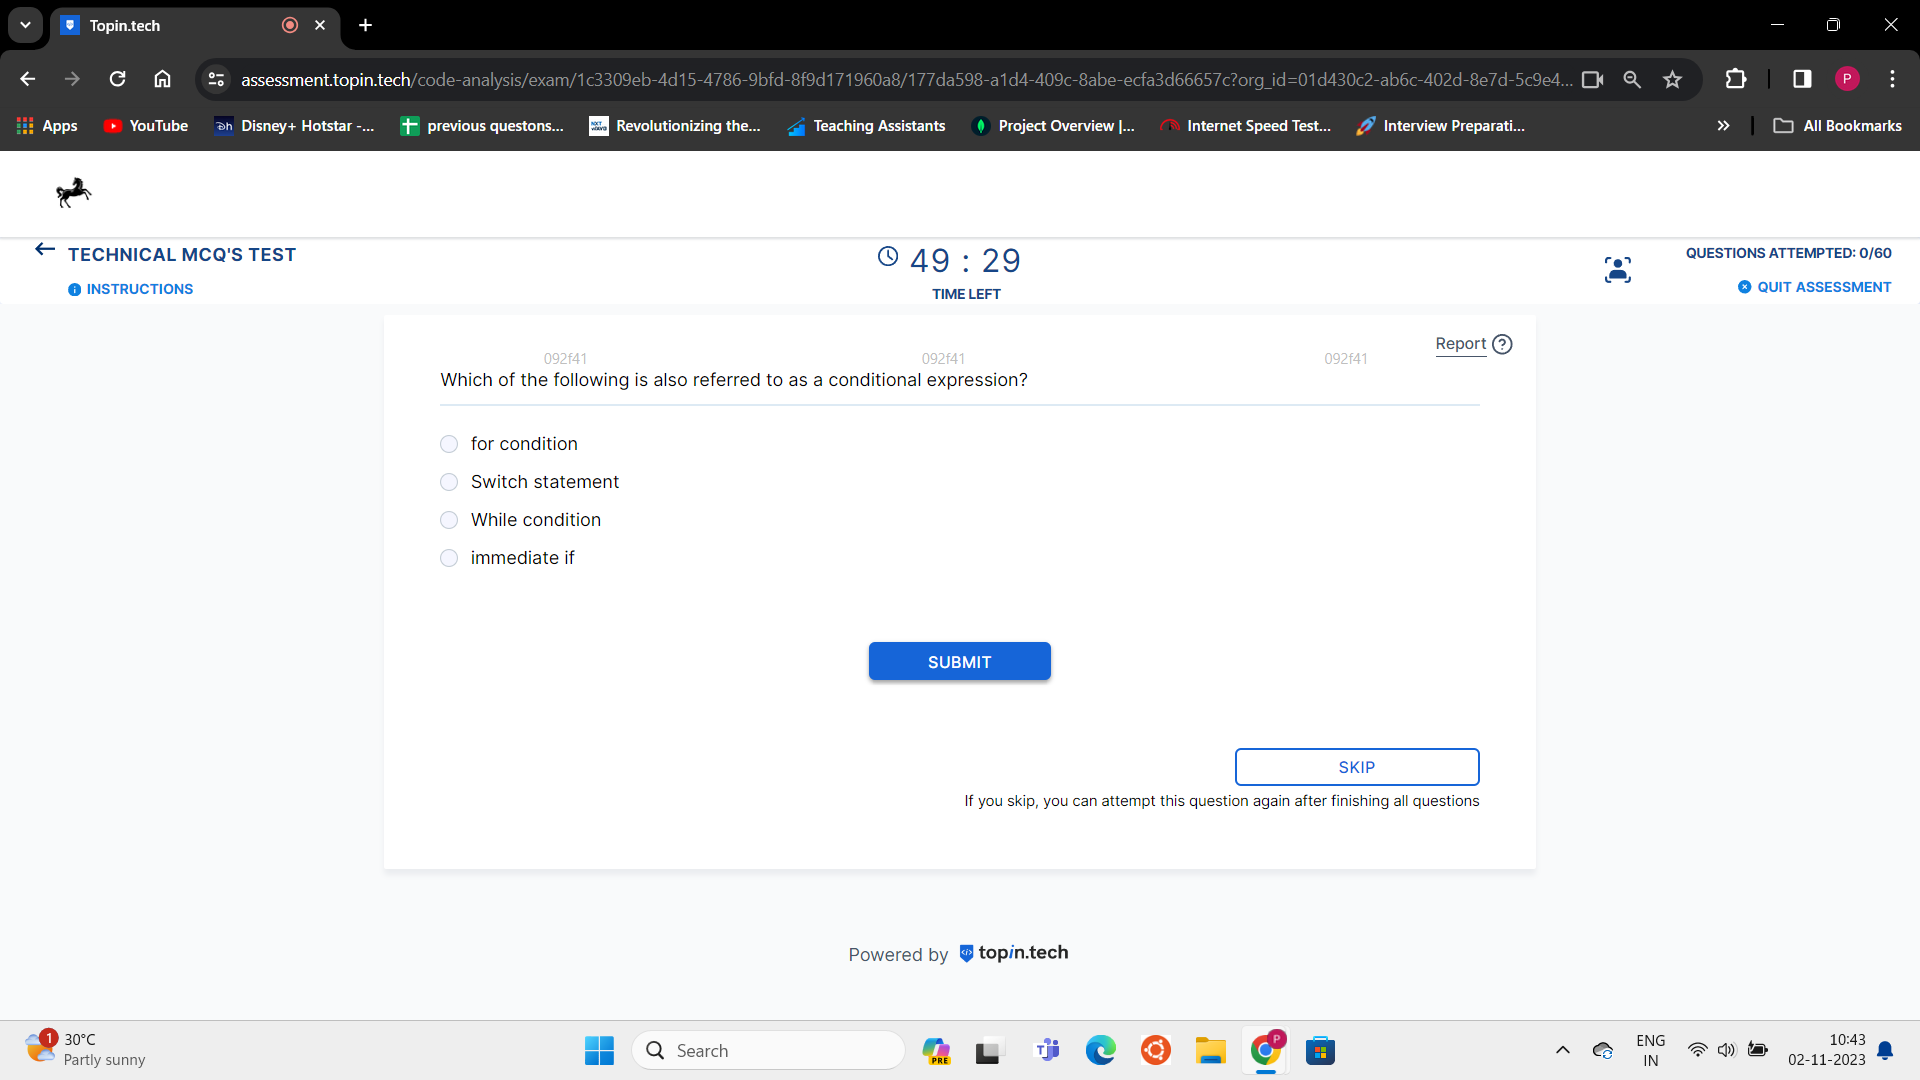 Topin.tech
assessment.topin.tech/code-analysis/exam/1c3309eb-4d15-4786-9bfd-8f9d171960a8/177da598-a1d4-409c-8abe-ecfa3d66657c?org_id=01d430c2-ab6c-402d-8e7d-5c9e4...
P
Apps YouTube Disney+ Hotstar -... previous questons... Revolutionizing the... Teaching Assistants Project Overview |... Internet Speed Test... Interview Preparati... » All Bookmarks
TECHNICAL MCQ'S TEST
49 : 29
QUESTIONS ATTEMPTED: 0/60
INSTRUCTIONS
TIME LEFT
QUIT ASSESSMENT
Report ?
092f41 092f41 092f41
Which of the following is also referred to as a conditional expression?
for condition
Switch statement
While condition
immediate if
SUBMIT
SKIP
If you skip, you can attempt this question again after finishing all questions
Powered by topin.tech
1
30°C
Partly sunny
Search
PRE
P
ENG
IN
10:43
02-11-2023